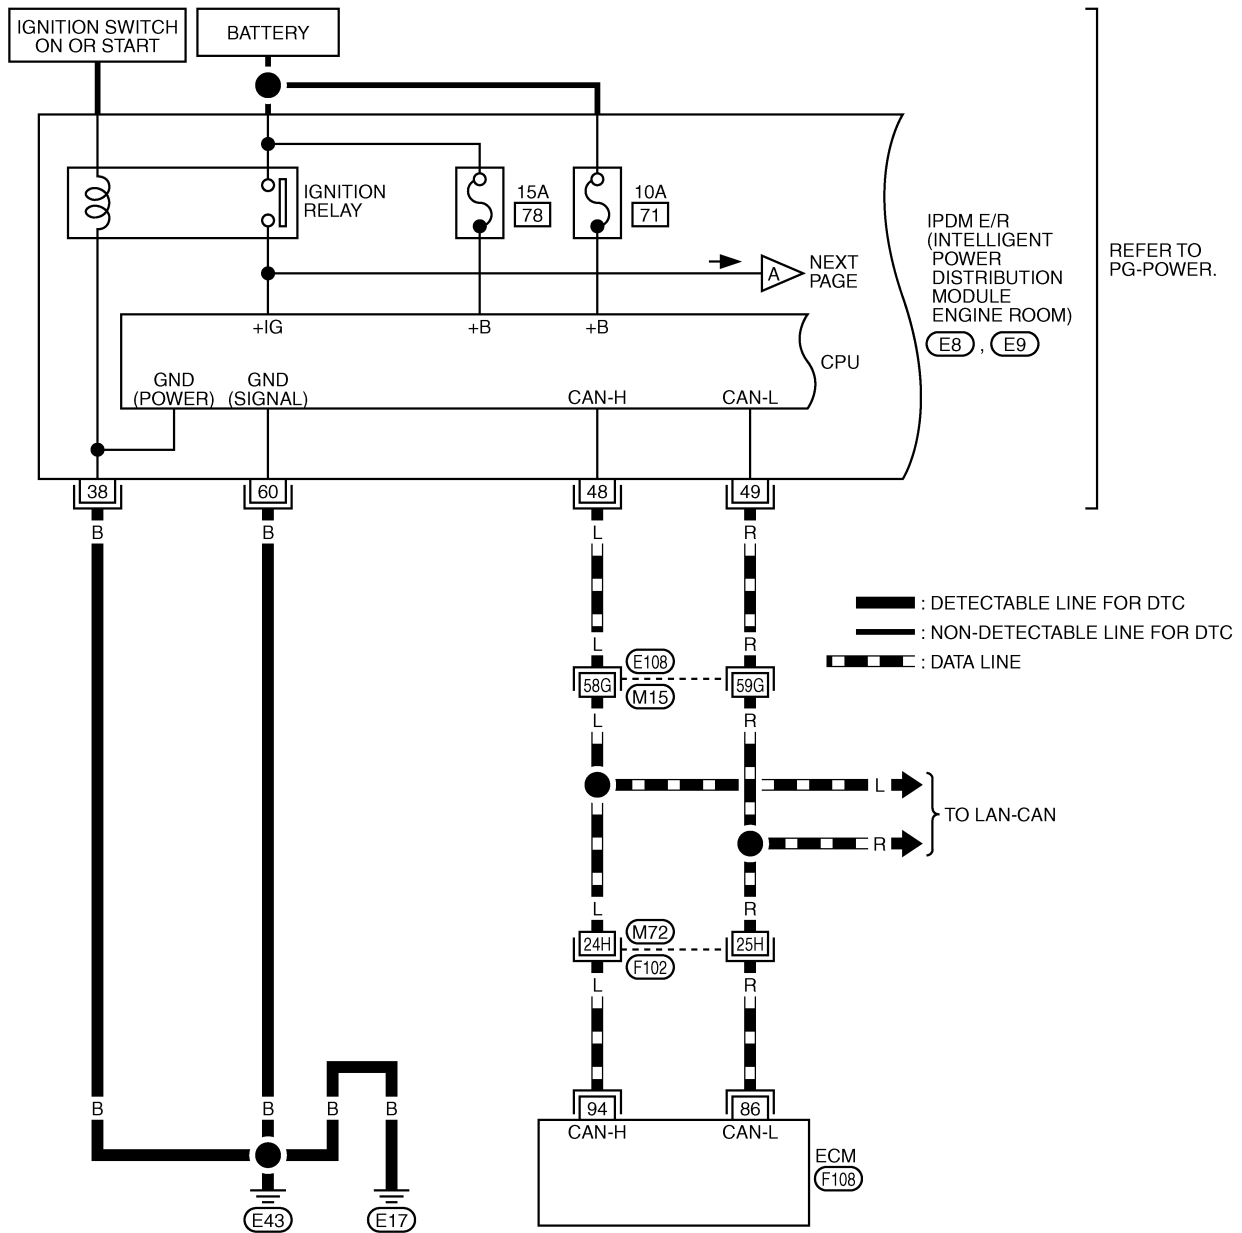 IGNITION SWITCH
ON OR START
BATTERY
IGNITION
RELAY
15A
78
10A
71
A
NEXT
PAGE
IPDM E/R
(INTELLIGENT
POWER
DISTRIBUTION
MODULE
ENGINE ROOM)
E8 , E9
REFER TO
PG-POWER.
+IG
+B
+B
CPU
GND
(POWER)
GND
(SIGNAL)
CAN-H
CAN-L
38
60
48
49
B
B
L
R
: DETECTABLE LINE FOR DTC
: NON-DETECTABLE LINE FOR DTC
: DATA LINE
L
R
58G
E108
M15
59G
L
R
L
R
TO LAN-CAN
L
R
24H
M72
F102
25H
L
R
B
B
B
B
94
86
CAN-H
CAN-L
ECM
F108
E43
E17